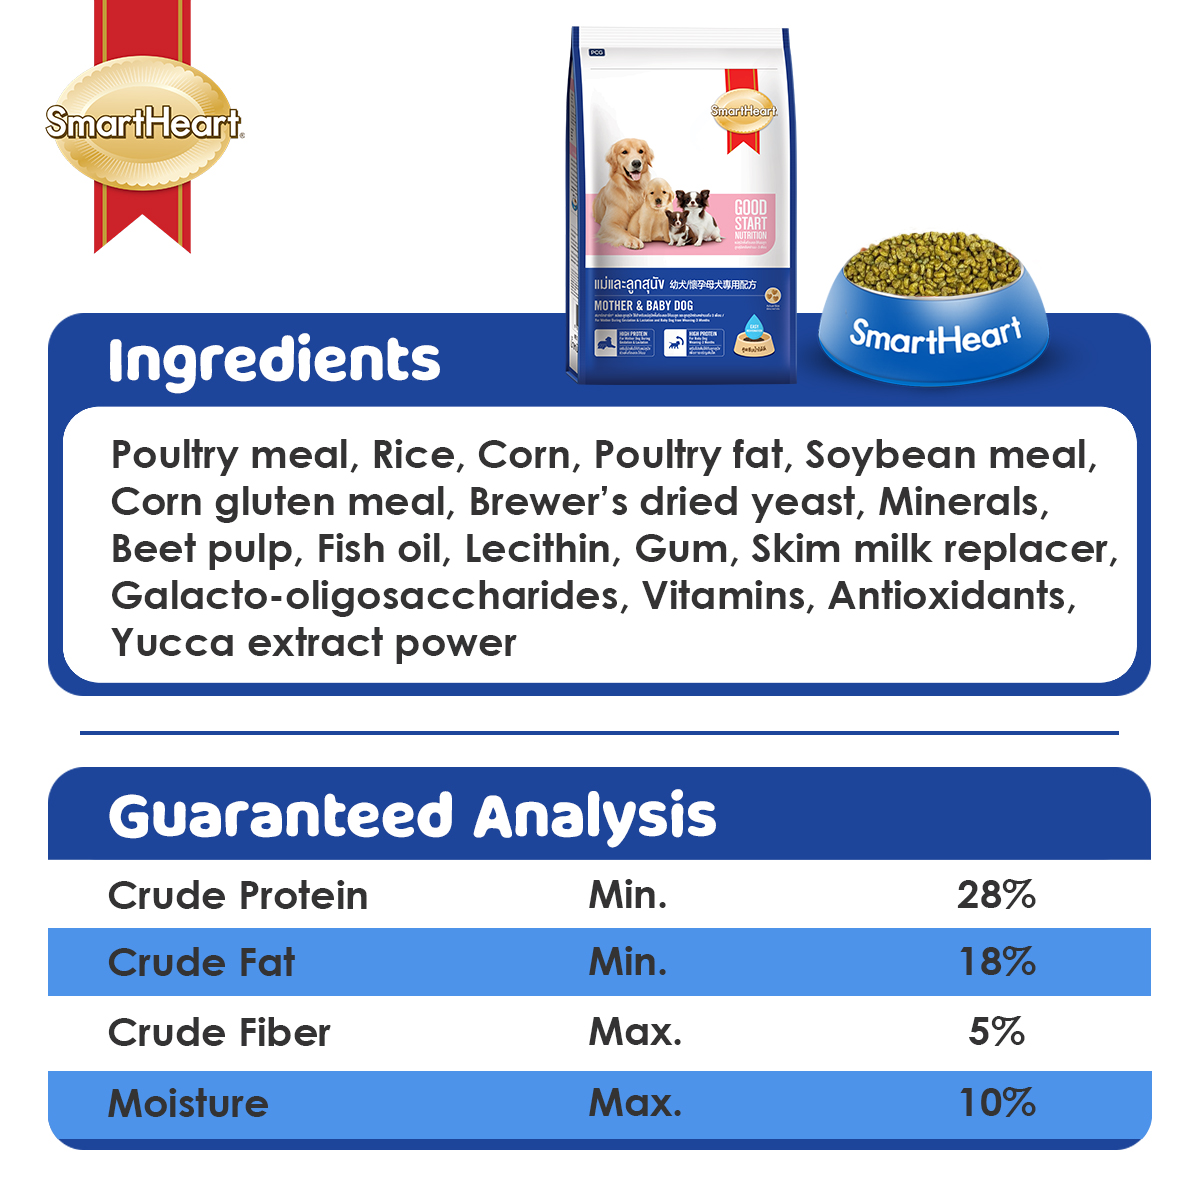 SmartHeart
PCG
SmartHeart
GOOD
START
NUTRITION
แม่และลูกสุนัข 幼犬/懷孕母犬專用配方
MOTHER & BABY DOG
HIGH PROTEIN
HIGH PROTEIN
SmartHeart
Ingredients
Poultry meal, Rice, Corn, Poultry fat, Soybean meal,
Corn gluten meal, Brewer’s dried yeast, Minerals,
Beet pulp, Fish oil, Lecithin, Gum, Skim milk replacer,
Galacto-oligosaccharides, Vitamins, Antioxidants,
Yucca extract power
Guaranteed Analysis
Crude Protein Min. 28%
Crude Fat Min. 18%
Crude Fiber Max. 5%
Moisture Max. 10%